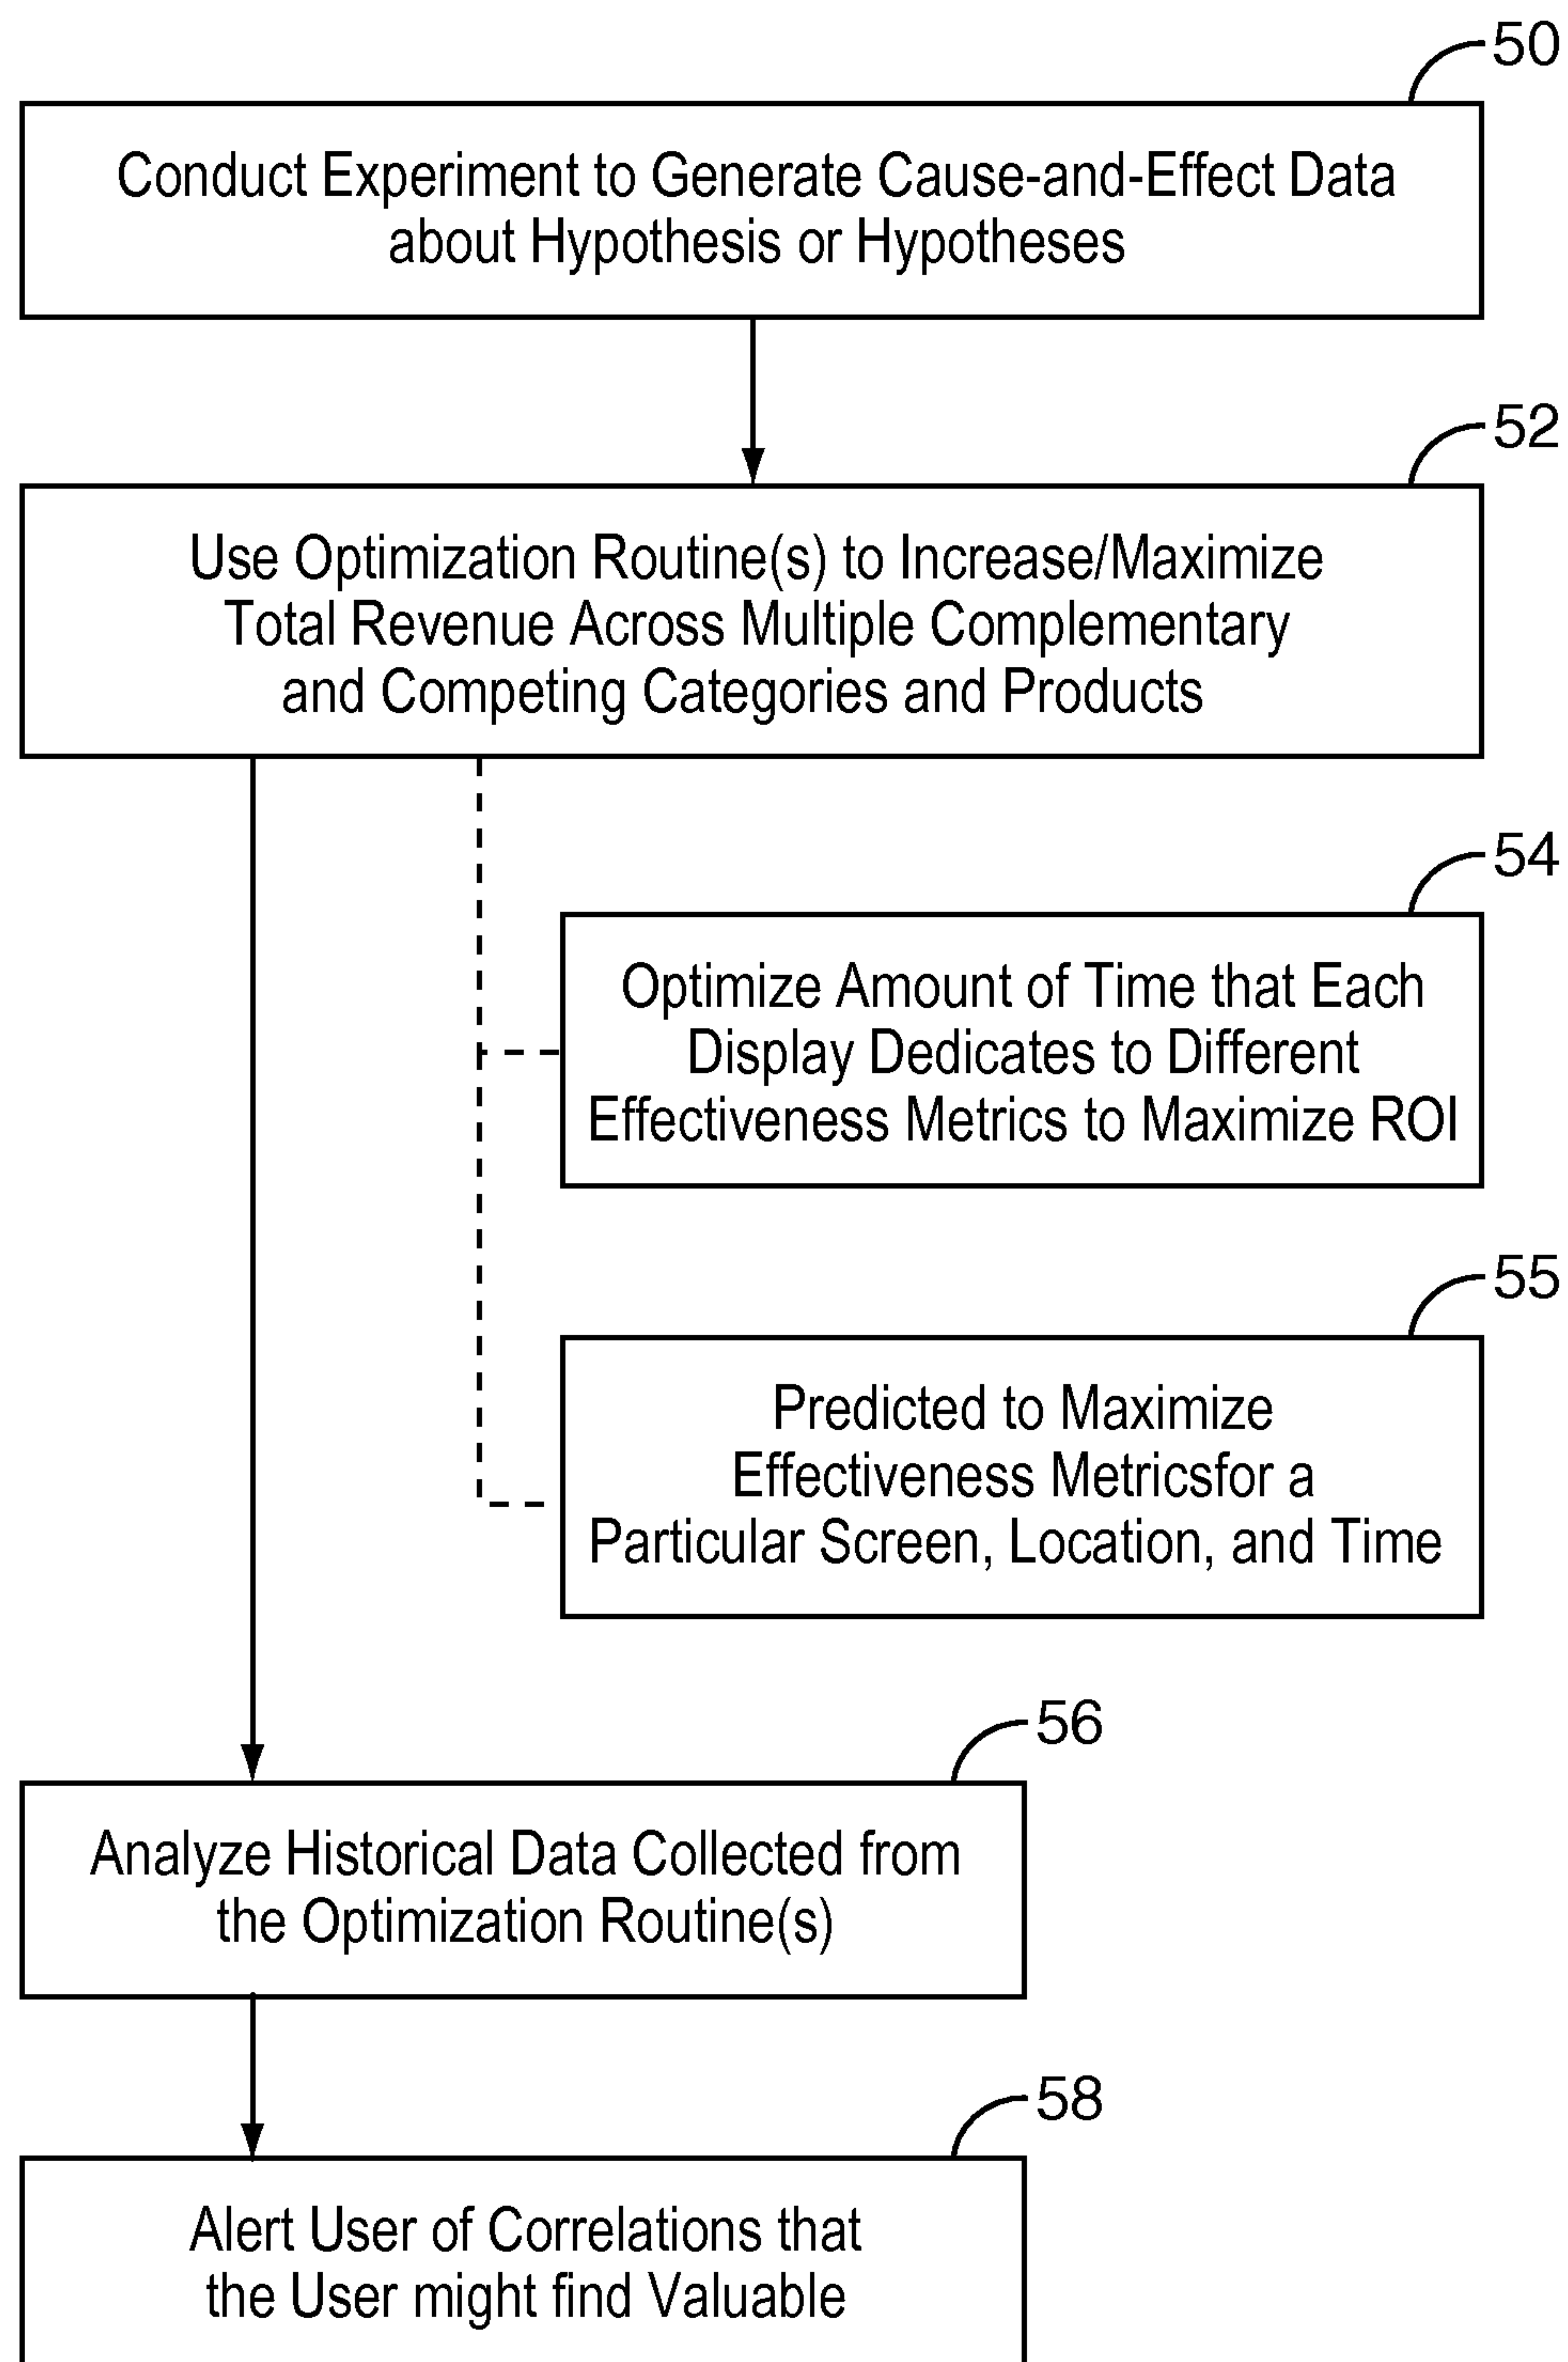 50
Conduct Experiment to Generate Cause-and-Effect Data
about Hypothesis or Hypotheses
52
Use Optimization Routine(s) to Increase/Maximize
Total Revenue Across Multiple Complementary
and Competing Categories and Products
54
Optimize Amount of Time that Each
Display Dedicates to Different
Effectiveness Metrics to Maximize ROI
55
Predicted to Maximize
Effectiveness Metricsfor a
Particular Screen, Location, and Time
56
Analyze Historical Data Collected from
the Optimization Routine(s)
58
Alert User of Correlations that
the User might find Valuable